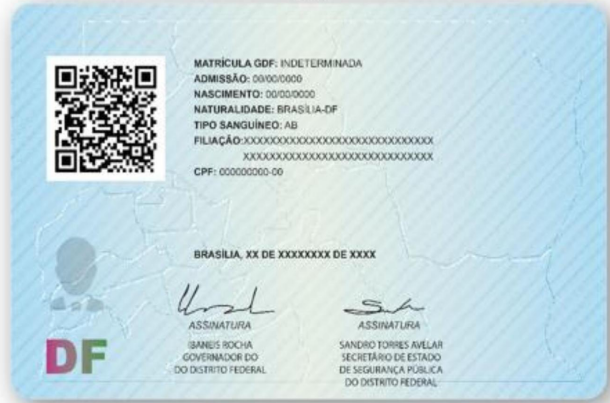 MATRÍCULA GDF: INDETERMINADA
ADMISSÃO: 00/00/0000
NASCIMENTO: 00/00/0000
NATURALIDADE: BRASÍLIA-DF
TIPO SANGUÍNEO: AB
FILIAÇÃO:XXXXXXXXXXXXXXXXXXXXXXXXXXXXX
XXXXXXXXXXXXXXXXXXXXXXXXXXXXX
CPF: 000000000-00
BRASÍLIA, XX DE XXXXXXXX DE XXXX
ASSINATURA
IBANEIS ROCHA
GOVERNADOR DO
DO DISTRITO FEDERAL
ASSINATURA
SANDRO TORRES AVELAR
SECRETÁRIO DE ESTADO
DE SEGURANÇA PÚBLICA
DO DISTRITO FEDERAL
DF